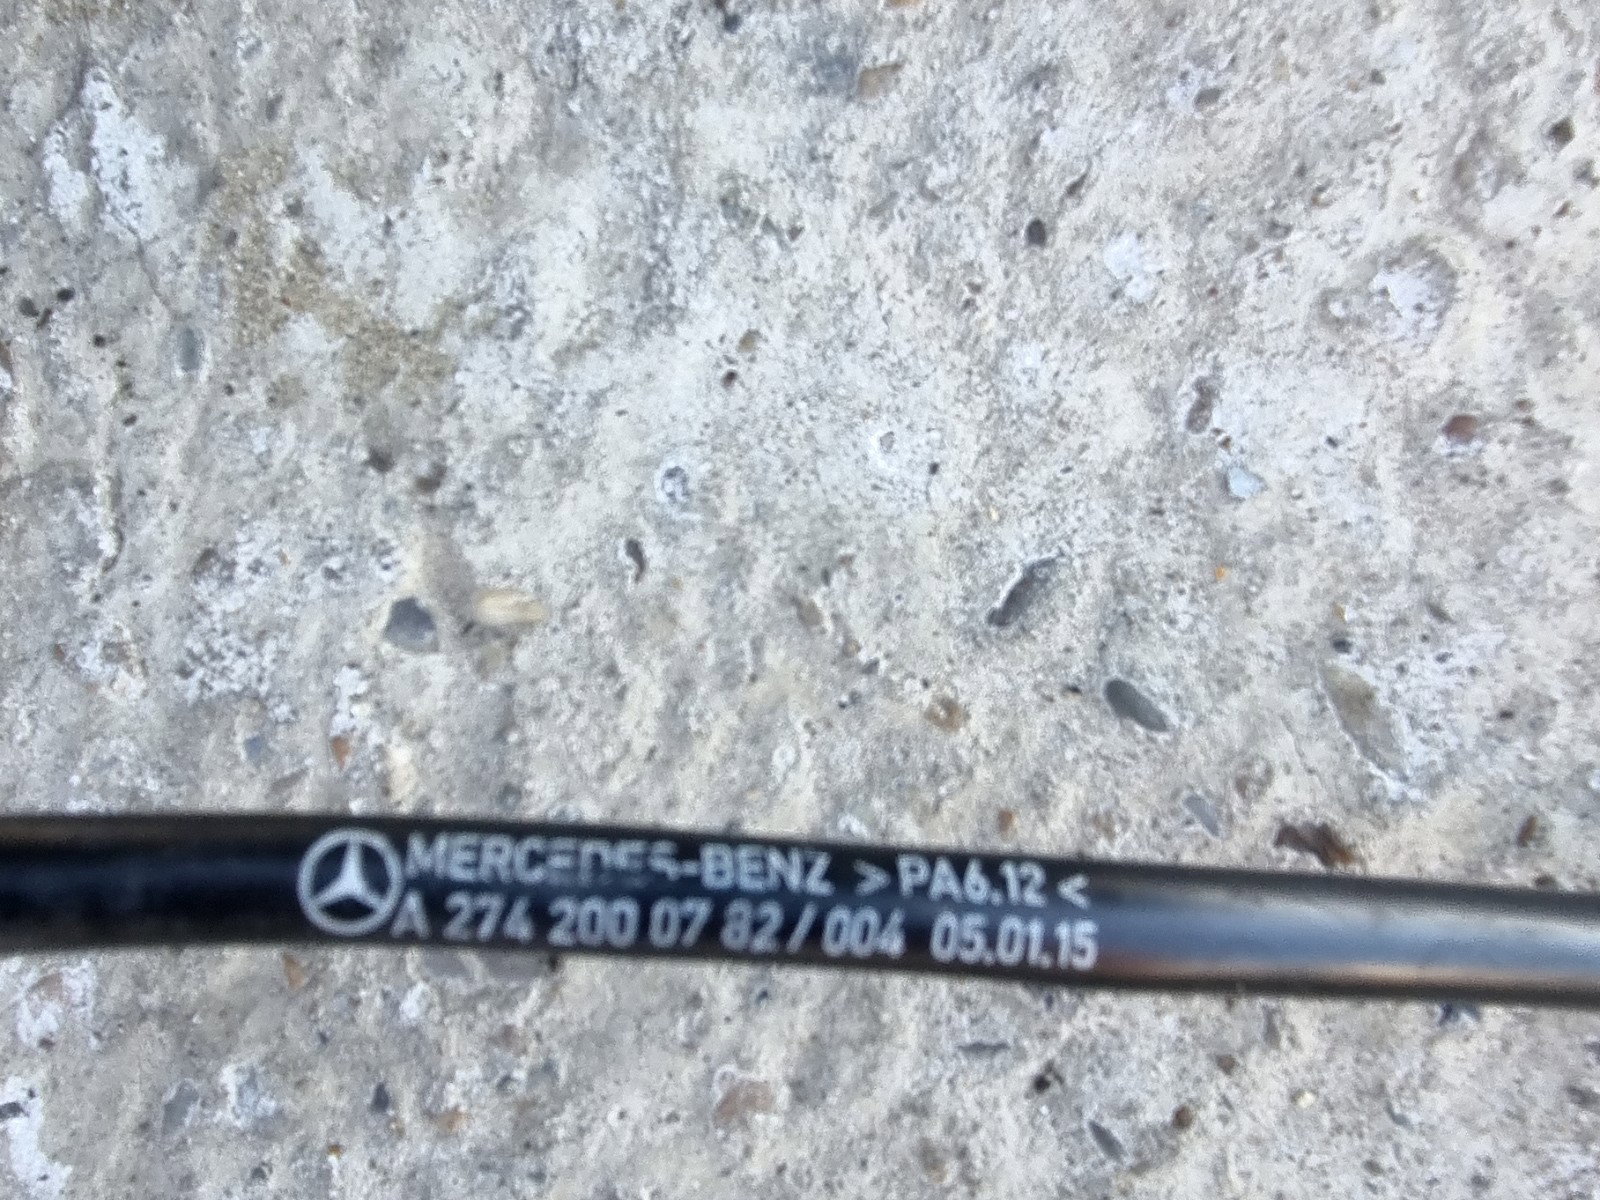 MERCEDES-BENZ >PA6.12<
A 274 200 07 82/004 05.01.15